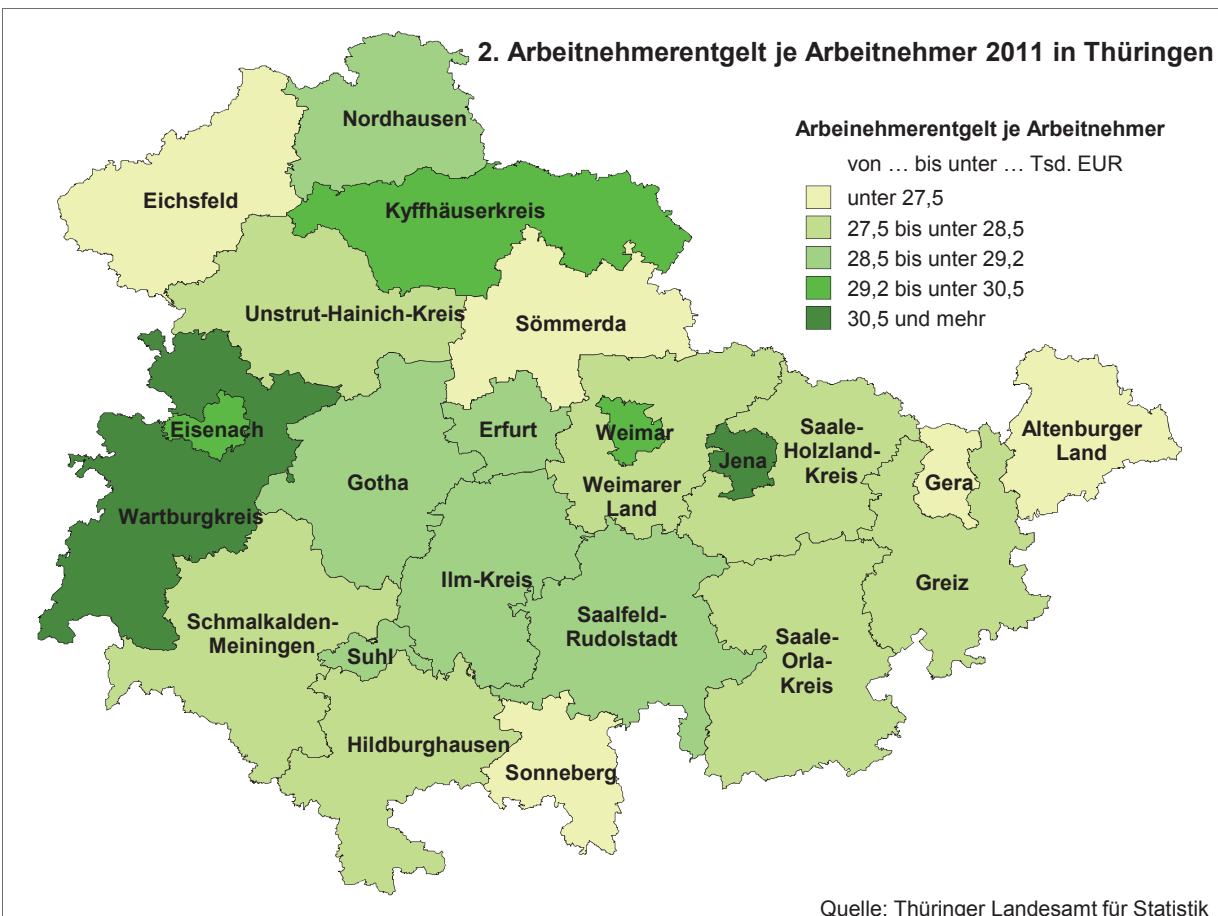 2. Arbeitnehmerentgelt je Arbeitnehmer 2011 in Thüringen
Arbeinehmerentgelt je Arbeitnehmer
von … bis unter … Tsd. EUR
unter 27,5
27,5 bis unter 28,5
28,5 bis unter 29,2
29,2 bis unter 30,5
30,5 und mehr
Nordhausen
Eichsfeld
Kyffhäuserkreis
Unstrut-Hainich-Kreis
Sömmerda
Eisenach
Erfurt
Weimar
Jena
Saale-
Holzland-
Kreis
Altenburger
Land
Gera
Gotha
Weimarer
Land
Wartburgkreis
Ilm-Kreis
Greiz
Schmalkalden-
Meiningen
Saalfeld-
Rudolstadt
Suhl
Saale-
Orla-
Kreis
Hildburghausen
Sonneberg
Quelle: Thüringer Landesamt für Statistik